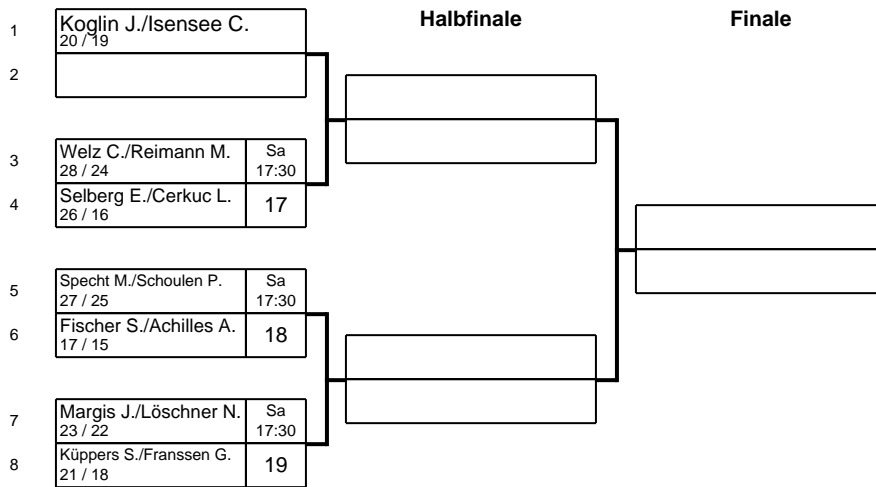 Halbfinale
Finale
1
Koglin J./Isensee C.
20 / 19
2
3
Welz C./Reimann M.
28 / 24
Sa
17:30
4
Selberg E./Cerkuc L.
26 / 16
17
5
Specht M./Schoulen P.
27 / 25
Sa
17:30
6
Fischer S./Achilles A.
17 / 15
18
7
Margis J./Löschner N.
23 / 22
Sa
17:30
8
Küppers S./Franssen G.
21 / 18
19